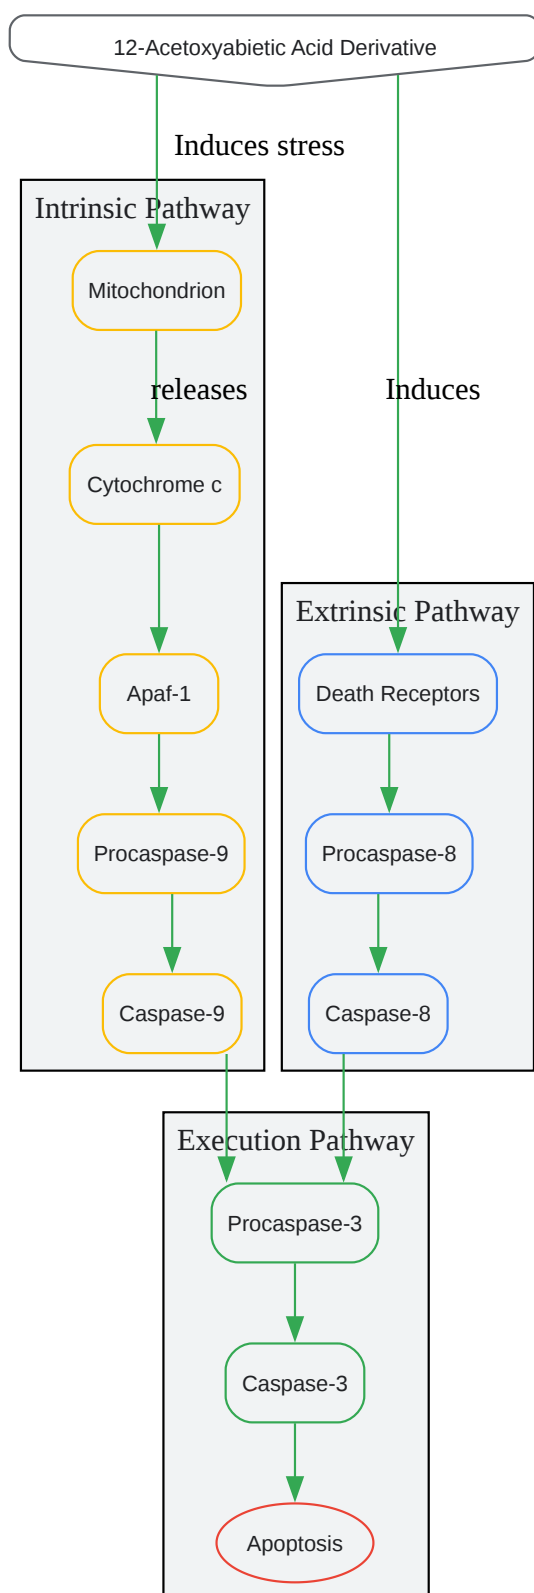 12-Acetoxyabietic Acid Derivative
Induces stress
Intrinsic Pathway
Mitochondrion
releases
Induces
Cytochrome c
Extrinsic Pathway
Apaf-1
Death Receptors
Procaspase-9
Procaspase-8
Caspase-9
Caspase-8
Execution Pathway
Procaspase-3
Caspase-3
Apoptosis